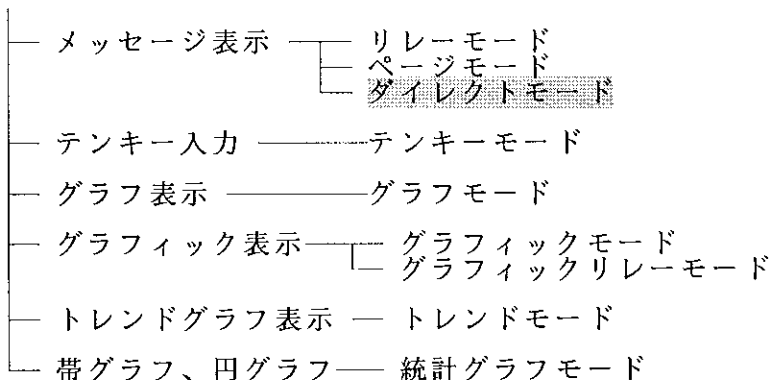 メッセージ表示 リレーモード
ページモード
ダイレクトモード
テンキー入力 テンキーモード
グラフ表示 グラフモード
グラフィック表示 グラフィックモード
グラフィックリレーモード
トレンドグラフ表示 トレンドモード
帯グラフ、円グラフ 統計グラフモード